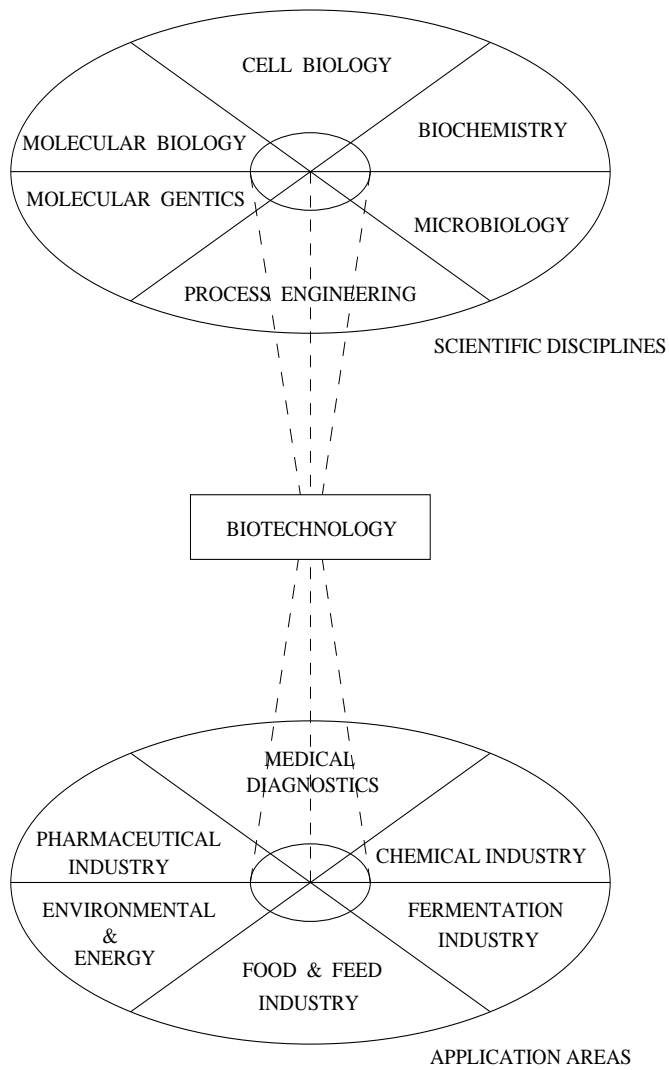 CELL BIOLOGY
BIOCHEMISTRY
MOLECULAR BIOLOGY
MOLECULAR GENTICS
MICROBIOLOGY
PROCESS ENGINEERING
SCIENTIFIC DISCIPLINES
BIOTECHNOLOGY
MEDICAL
DIAGNOSTICS
PHARMACEUTICAL
INDUSTRY
CHEMICAL INDUSTRY
ENVIRONMENTAL
&
ENERGY
FERMENTATION
INDUSTRY
FOOD & FEED
INDUSTRY
APPLICATION AREAS